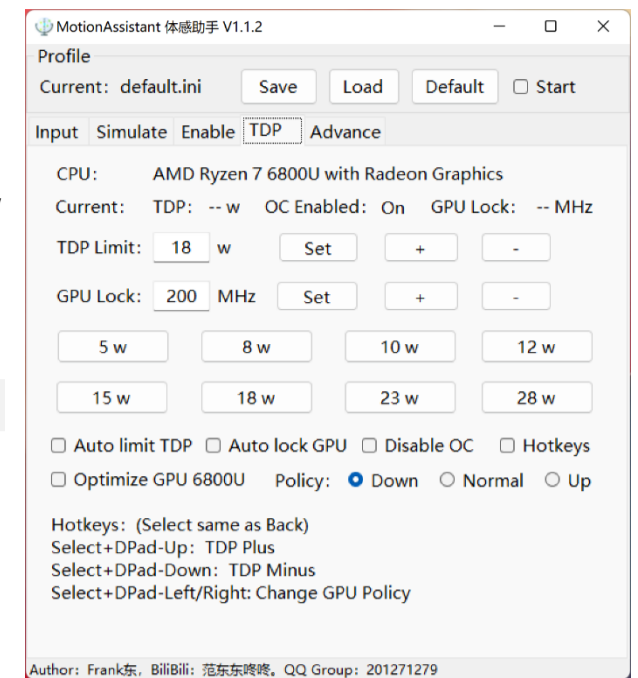 MotionAssistant 体感助手 V1.1.2
Profile
Current: default.ini Save Load Default Start
Input Simulate Enable TDP Advance
CPU: AMD Ryzen 7 6800U with Radeon Graphics
Current: TDP: -- w OC Enabled: On GPU Lock: -- MHz
TDP Limit: 18 w Set + -
GPU Lock: 200 MHz Set + -
5 w 8 w 10 w 12 w
15 w 18 w 23 w 28 w
Auto limit TDP Auto lock GPU Disable OC Hotkeys
Optimize GPU 6800U Policy: Down Normal Up
Hotkeys: (Select same as Back)
Select+DPad-Up: TDP Plus
Select+DPad-Down: TDP Minus
Select+DPad-Left/Right: Change GPU Policy
Author: Frank东, BiliBili: 范东东咚咚。QQ Group: 201271279